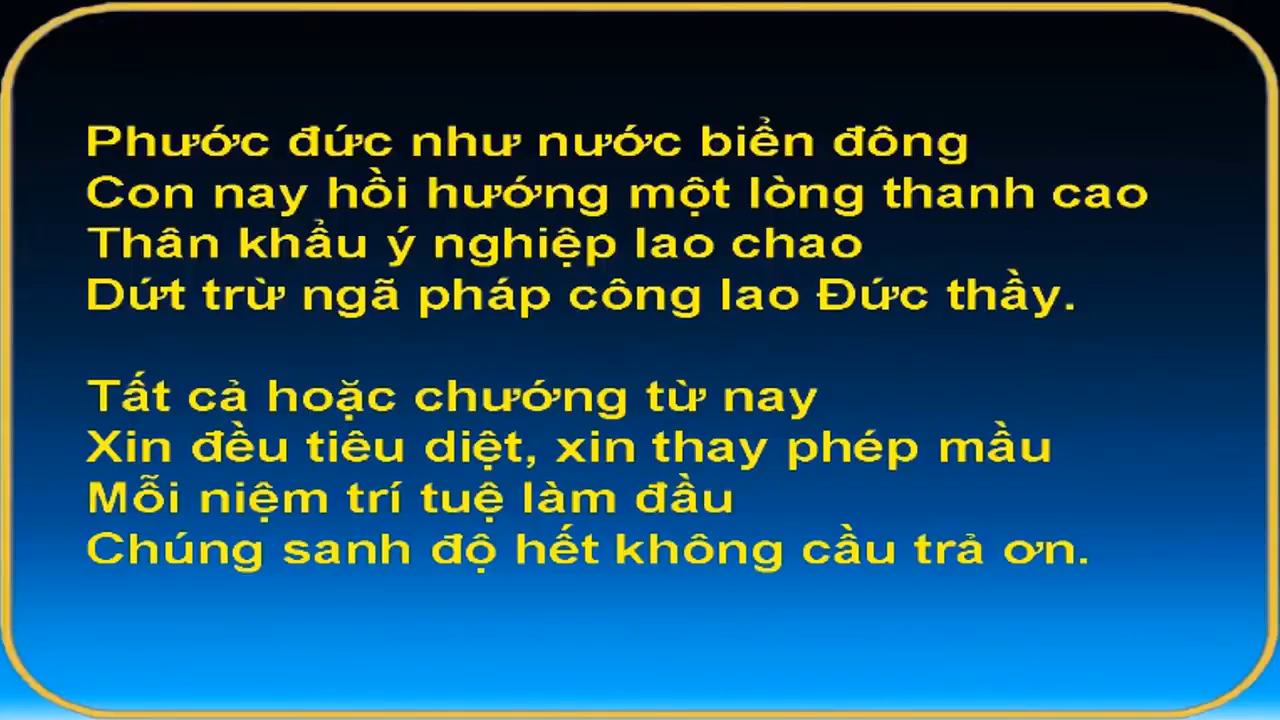 Phước đức như nước biển đông
Con nay hồi hướng một lòng thanh cao
Thân khẩu ý nghiệp lao chao
Dứt trừ ngã pháp công lao Đức thầy.
Tất cả hoặc chướng từ nay
Xin đều tiêu diệt, xin thay phép mầu
Mỗi niệm trí tuệ làm đầu
Chúng sanh độ hết không cầu trả ơn.